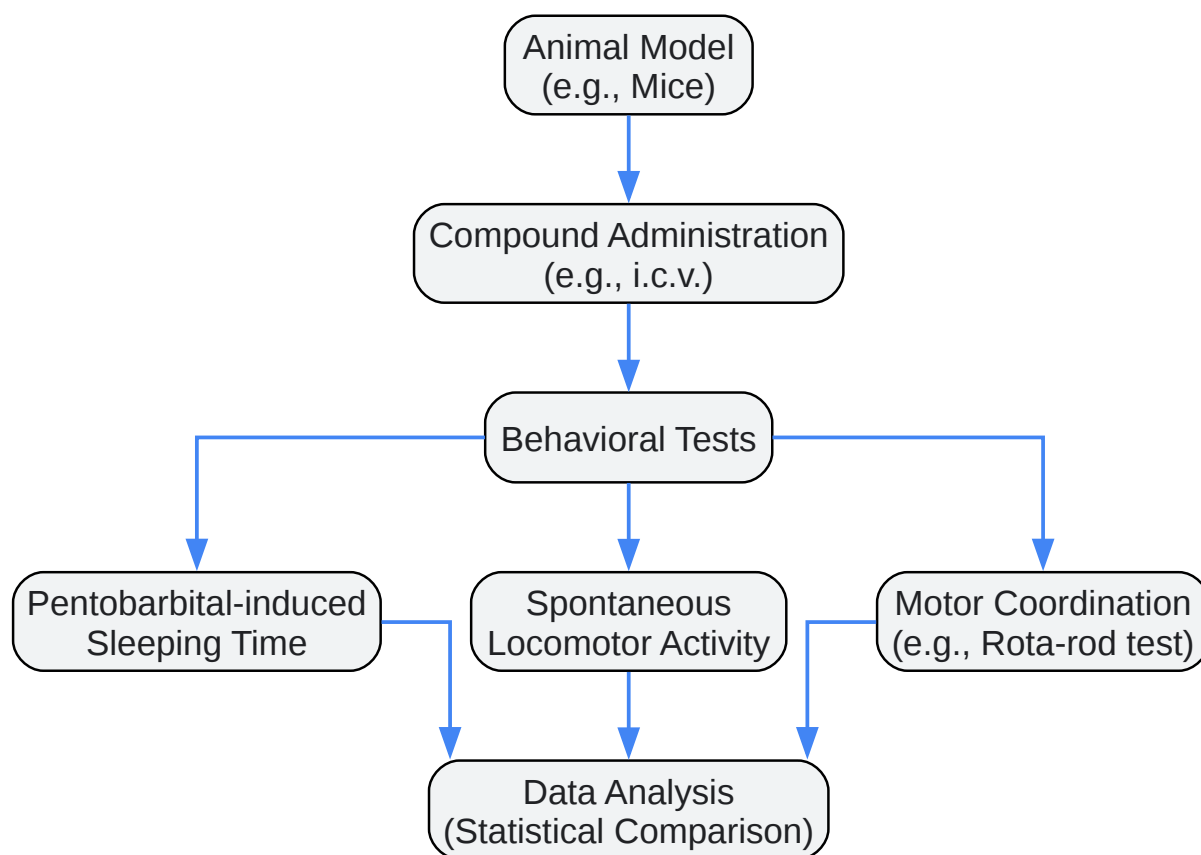 Animal Model
(e.g., Mice)
Compound Administration
(e.g., i.c.v.)
Behavioral Tests
Pentobarbital-induced
Sleeping Time
Spontaneous
Locomotor Activity
Motor Coordination
(e.g., Rota-rod test)
Data Analysis
(Statistical Comparison)